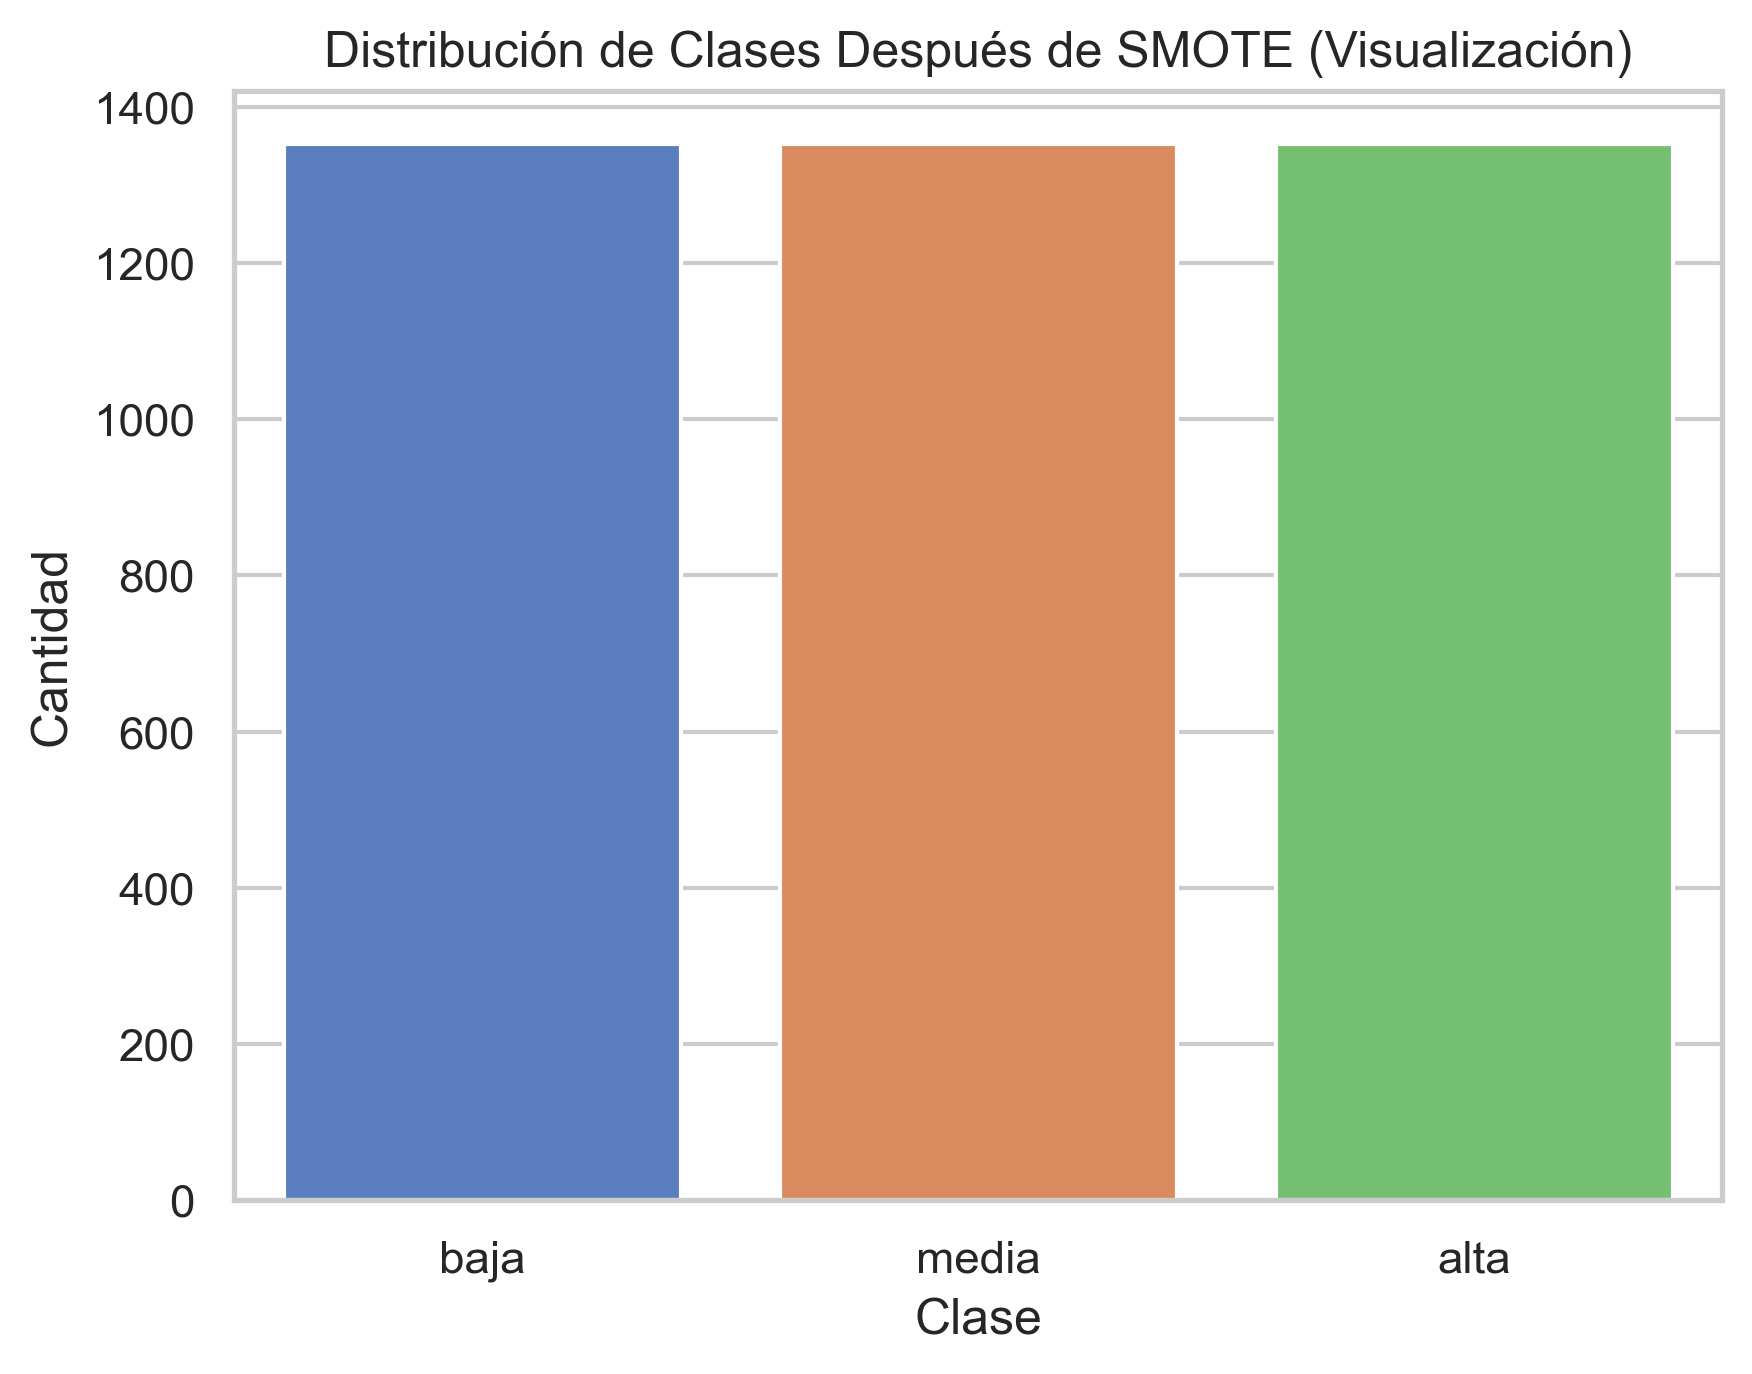 Distribución de Clases Después de SMOTE (Visualización)
1400
1200
1000
800
600
400
200
0
Cantidad
baja
media
alta
Clase